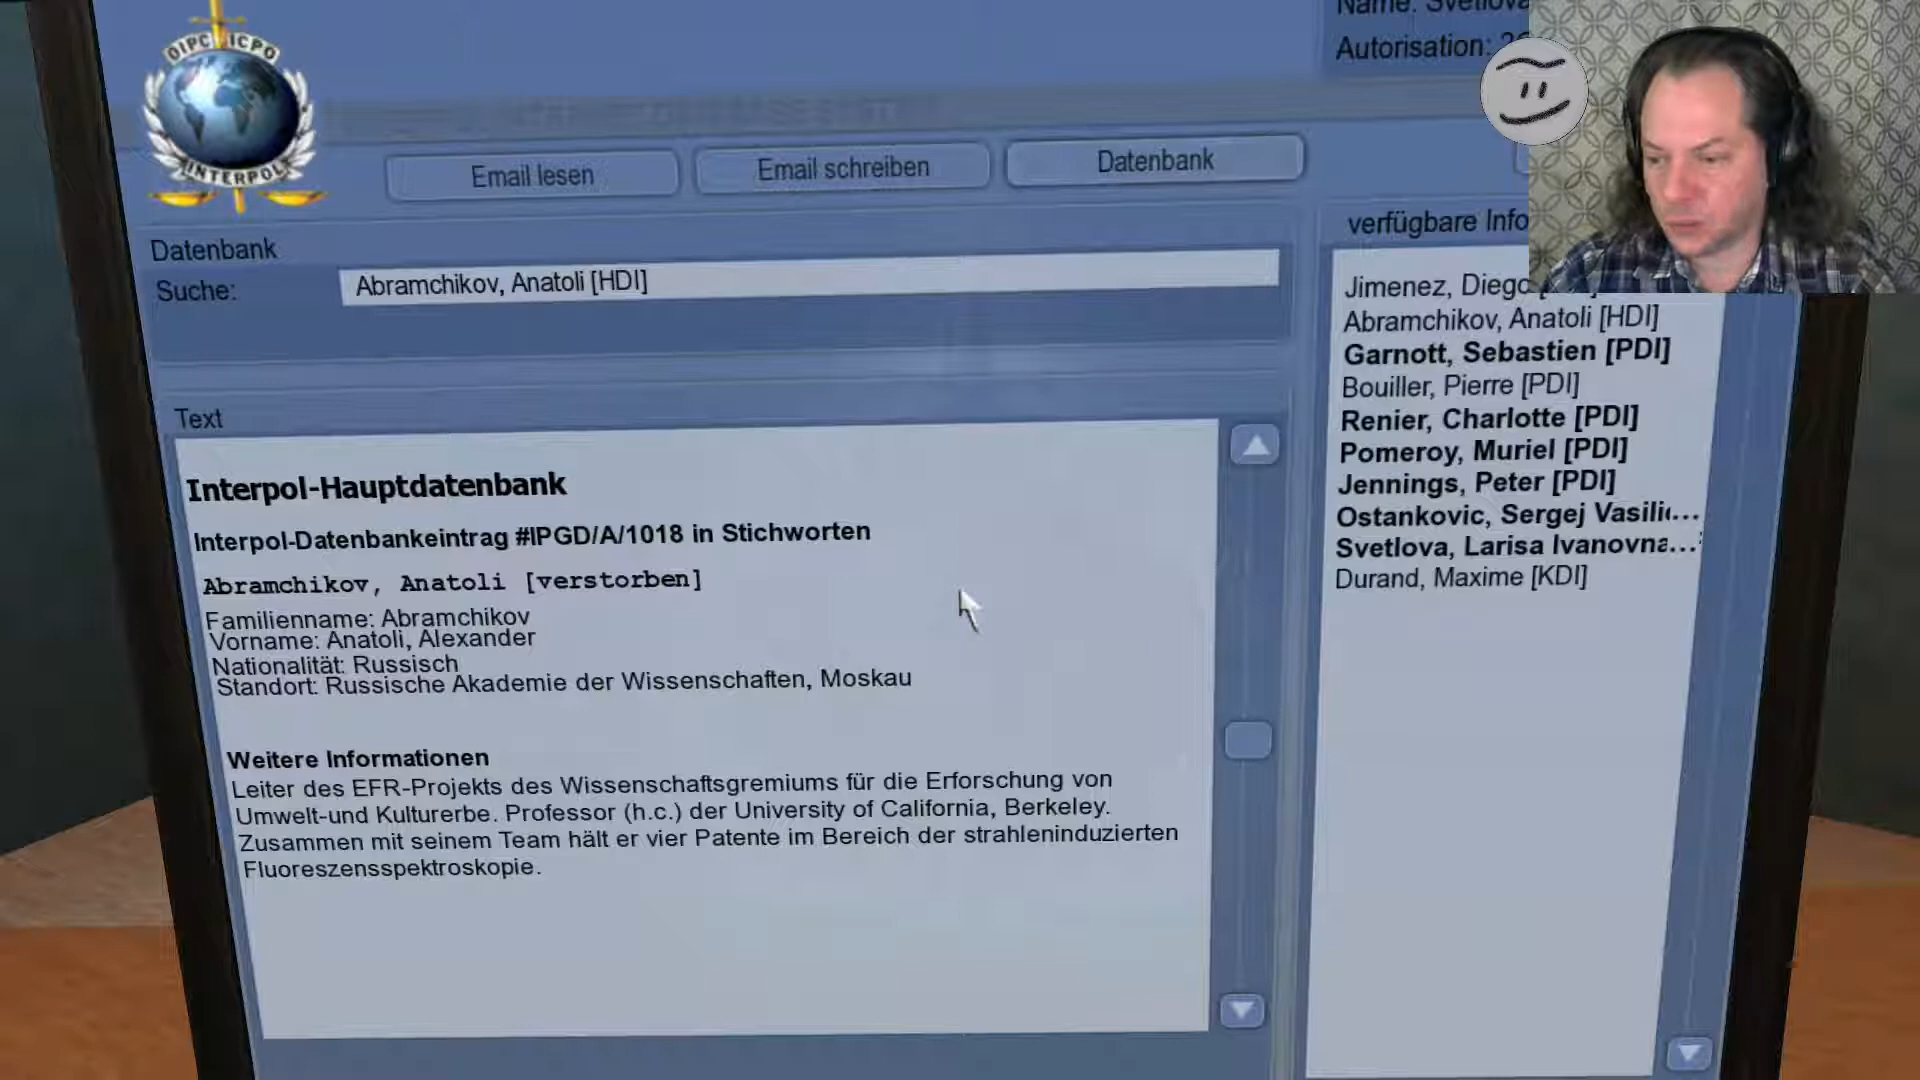 OIPC ICPO
INTERPOL
Name: Svetlova
Autorisation:
Email lesen
Email schreiben
Datenbank
Datenbank
Suche:
Abramchikov, Anatoli [HDI]
Text
Interpol-Hauptdatenbank
Interpol-Datenbankeintrag #IPGD/A/1018 in Stichworten
Abramchikov, Anatoli [verstorben]
Familienname: Abramchikov
Vorname: Anatoli, Alexander
Nationalität: Russisch
Standort: Russische Akademie der Wissenschaften, Moskau
Weitere Informationen
Leiter des EFR-Projekts des Wissenschaftsgremiums für die Erforschung von
Umwelt-und Kulturerbe. Professor (h.c.) der University of California, Berkeley.
Zusammen mit seinem Team hält er vier Patente im Bereich der strahleninduzierten
Fluoreszensspektroskopie.
verfügbare Info
Jimenez, Diego
Abramchikov, Anatoli [HDI]
Garnott, Sebastien [PDI]
Bouiller, Pierre [PDI]
Renier, Charlotte [PDI]
Pomeroy, Muriel [PDI]
Jennings, Peter [PDI]
Ostankovic, Sergej Vasilic...
Svetlova, Larisa Ivanovna...
Durand, Maxime [KDI]